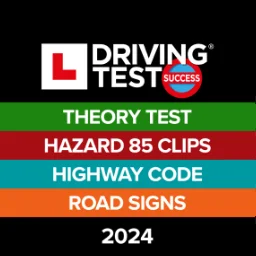 L DRIVING®
TEST
SUCCESS
THEORY TEST
HAZARD 85 CLIPS
HIGHWAY CODE
ROAD SIGNS
2024